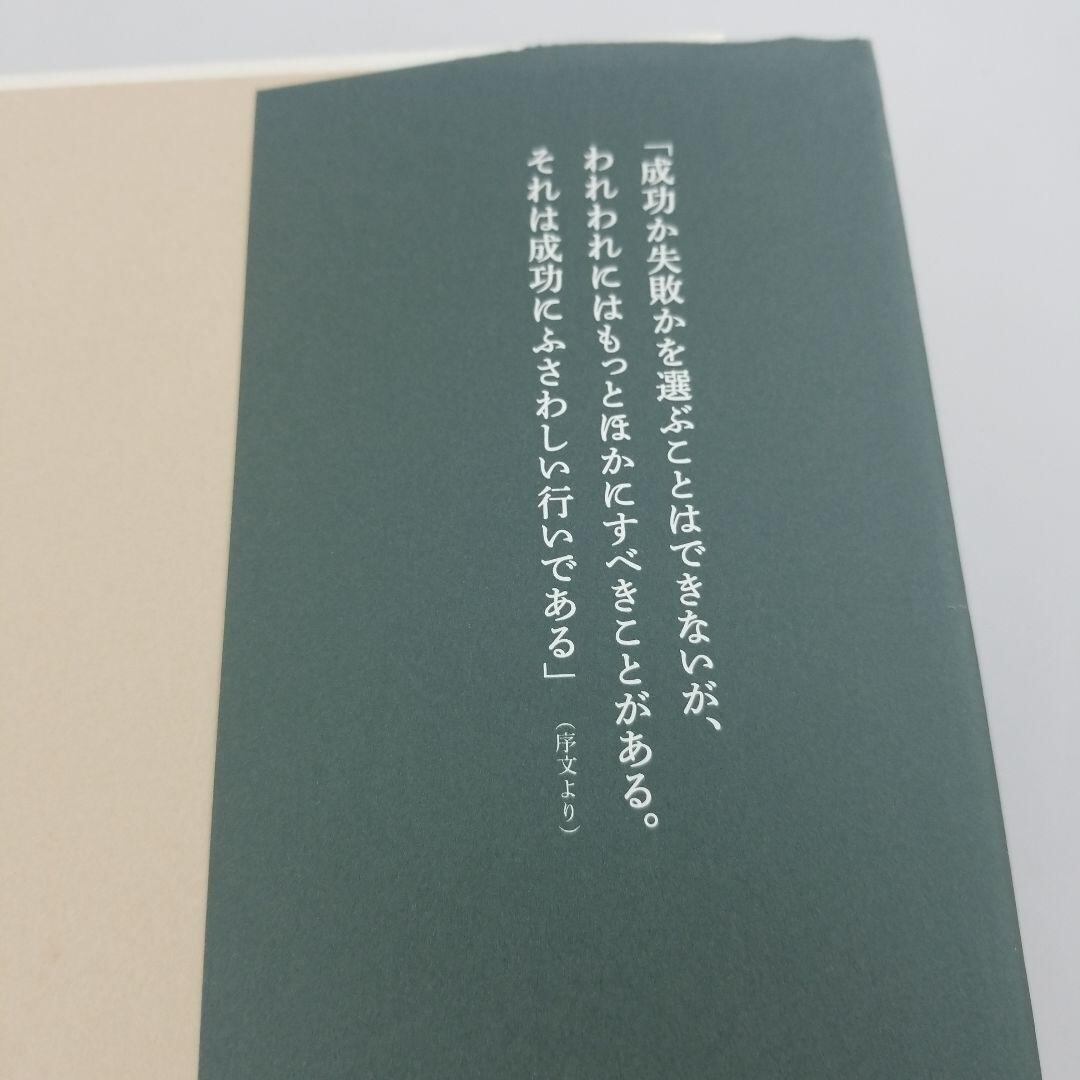 「成功か失敗かを選ぶことはできないが、
われわれにはもっとほかにすべきことがある。
それは成功にふさわしい行いである」
（序文より）